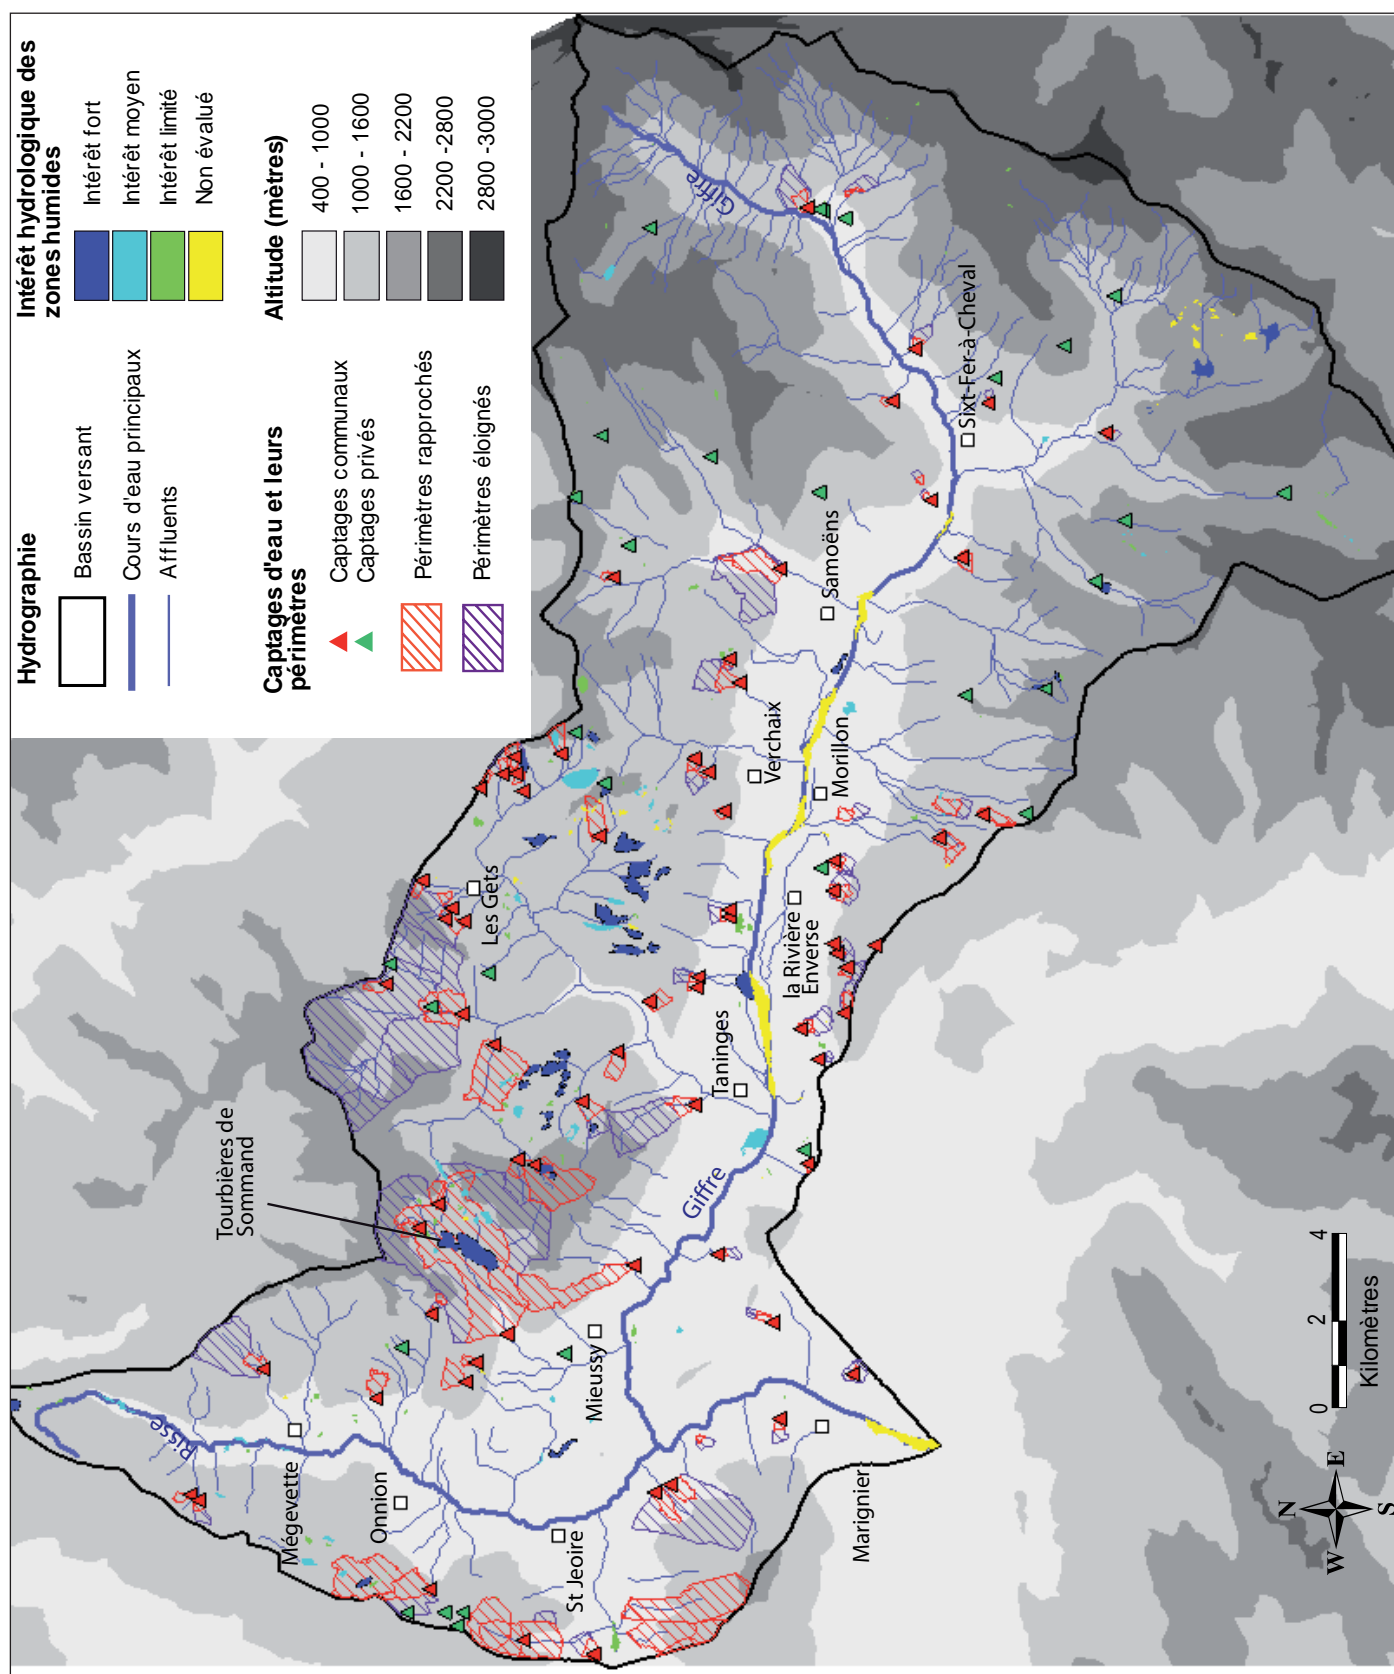 Hydrographie
Bassin versant
Cours d'eau principaux
Affluents
Captages d'eau et leurs
périmètres
Captages communaux
Captages privés
Périmètres rapprochés
Périmètres éloignés
Intérêt hydrologique des
zones humides
Intérêt fort
Intérêt moyen
Intérêt limité
Non évalué
Altitude (mètres)
400 - 1000
1000 - 1600
1600 - 2200
2200 -2800
2800 -3000
Tourbières de
Sommand
Risse
Mégevette
Onnion
St Jeoire
Mieussy
Marignier
Giffre
Taninges
Les Gets
la Rivière
Enverse
Verchaix
Morillon
Samoëns
Sixt-Fer-à-Cheval
Giffre
N
W
E
S
0
2
4
Kilomètres